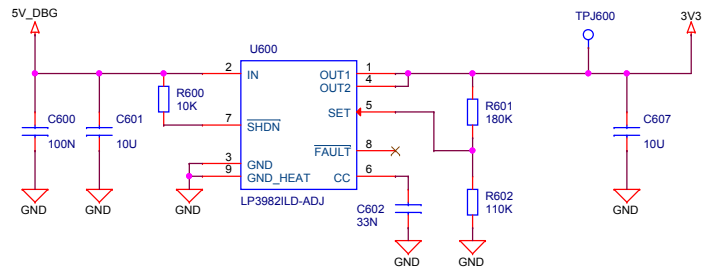 5V_DBG
TPJ600
3V3
U600
2
IN
OUT1
1
OUT2
4
R600
10K
SET
5
R601
180K
C600
100N
C601
10U
7
SHDN
C607
10U
FAULT
8
3
GND
9
GND_HEAT
CC
6
R602
110K
LP3982ILD-ADJ
C602
33N
GND
GND
GND
GND
GND
GND